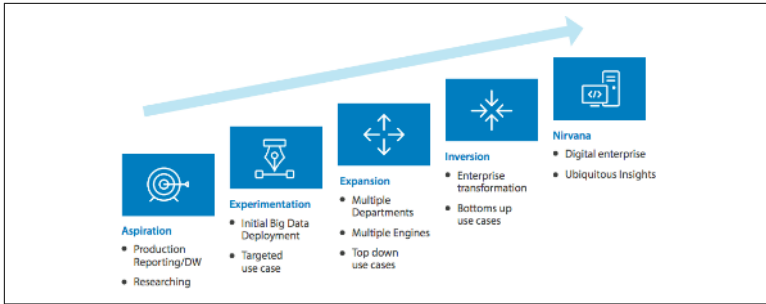 Aspiration
• Production
Reporting/DW
• Researching
Experimentation
• Initial Big Data
Deployment
• Targeted
use case
Expansion
• Multiple
Departments
• Multiple Engines
• Top down
use cases
Inversion
• Enterprise
transformation
• Bottoms up
use cases
</>
Nirvana
• Digital enterprise
• Ubiquitous Insights